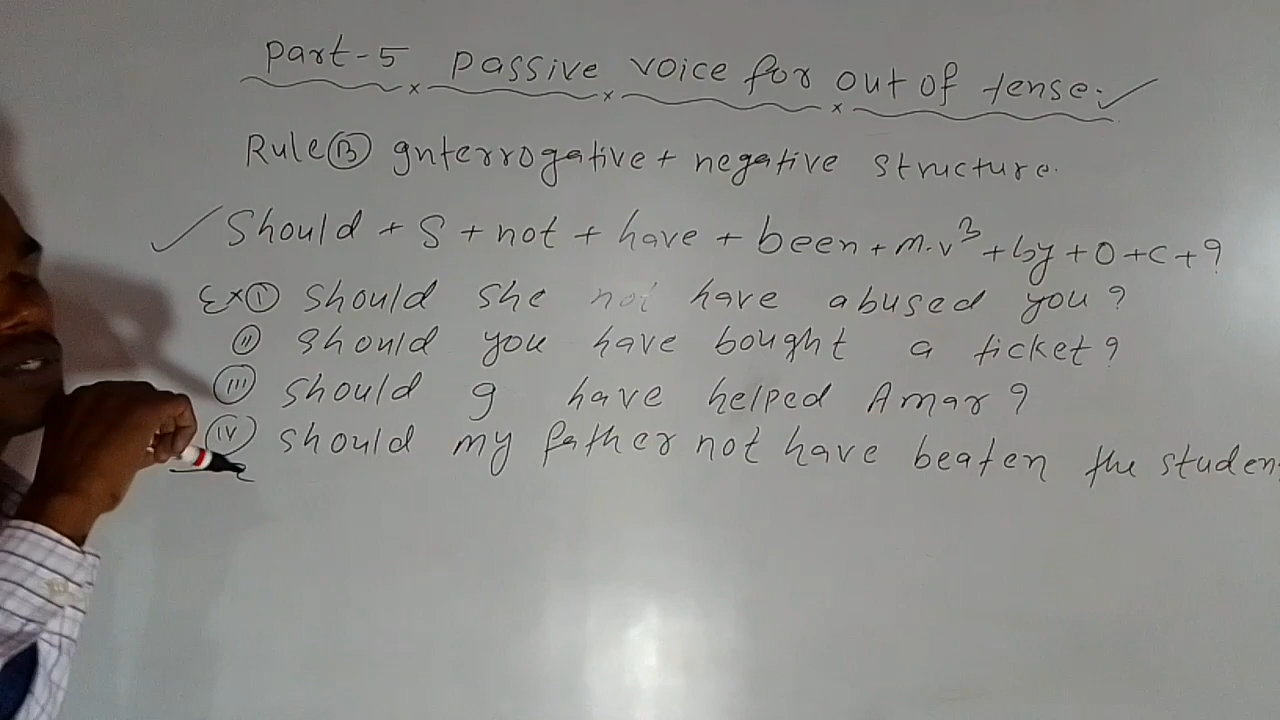 Part-5 Passive voice for out of tense.
Rule B Interrogative + negative structure.
Should + S + not + have + been + m.v3 + by + O + C + ?
Ex (i) Should she not have abused you ?
(ii) Should you have bought a ticket ?
(iii) Should I have helped Amar ?
(iv) Should my father not have beaten the studen